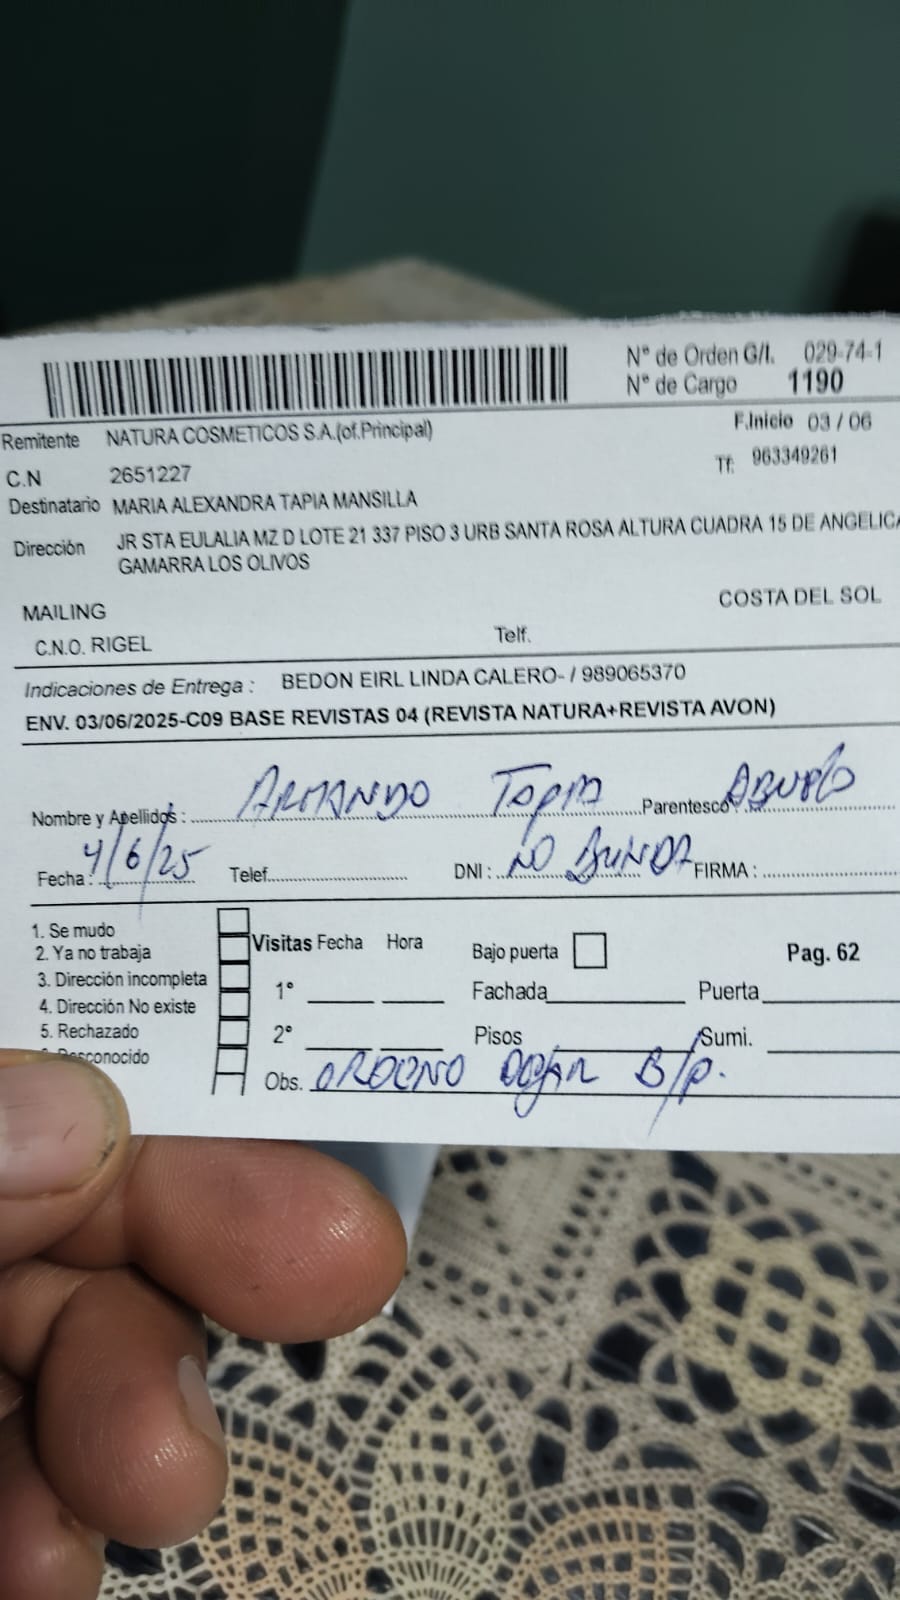 N° de Orden G/I. 029-74-1
N° de Cargo 1190
Remitente NATURA COSMETICOS S.A.(of.Principal)
F.Inicio 03 / 06
C.N 2651227
Tf: 963349261
Destinatario MARIA ALEXANDRA TAPIA MANSILLA
Dirección JR STA EULALIA MZ D LOTE 21 337 PISO 3 URB SANTA ROSA ALTURA CUADRA 15 DE ANGELICA
GAMARRA LOS OLIVOS
MAILING
COSTA DEL SOL
C.N.O. RIGEL Telf.
Indicaciones de Entrega : BEDON EIRL LINDA CALERO- / 989065370
ENV. 03/06/2025-C09 BASE REVISTAS 04 (REVISTA NATURA+REVISTA AVON)
Nombre y Apellidos : ARMANDO TAPIA Parentesco : ABUELO
Fecha : 4/6/25 Telef. DNI : NO BRINDA FIRMA :
1. Se mudo
2. Ya no trabaja
3. Dirección incompleta
4. Dirección No existe
5. Rechazado
Desconocido
Visitas Fecha Hora
1°
2°
Bajo puerta
Pag. 62
Fachada Puerta
Pisos Sumi.
Obs. ORDENO DEJAR B/P.